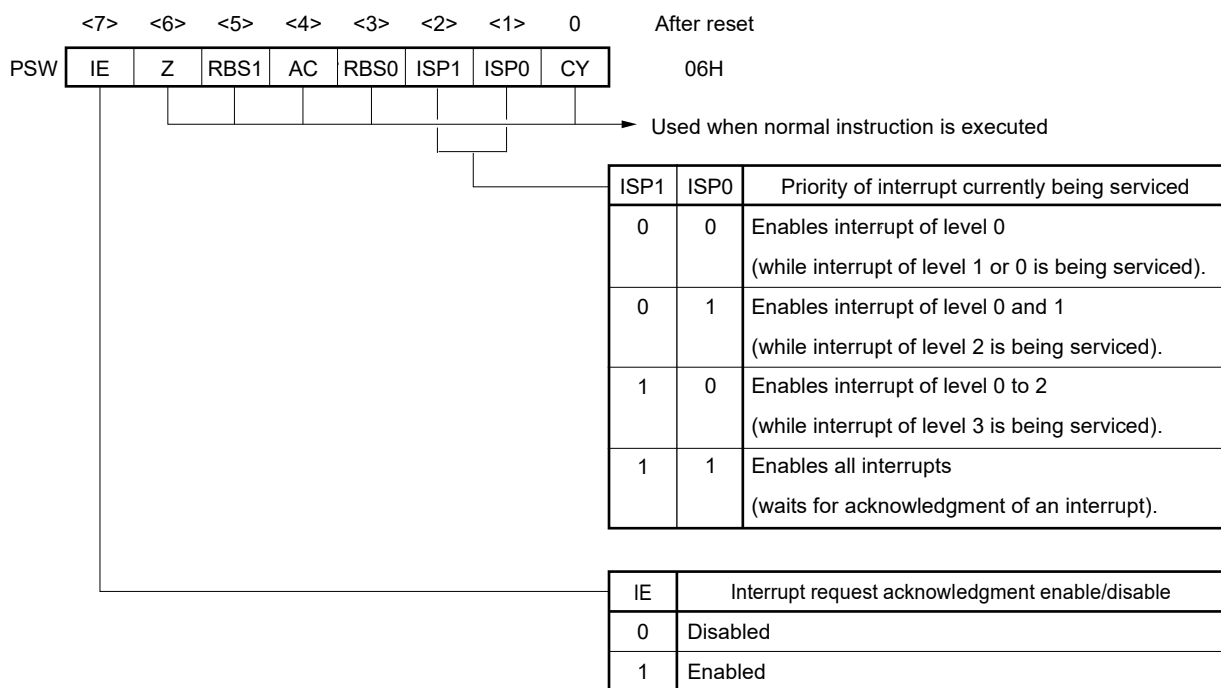 <7> <6> <5> <4> <3> <2> <1> 0 After reset
PSW IE Z RBS1 AC RBS0 ISP1 ISP0 CY 06H
Used when normal instruction is executed
ISP1 ISP0 Priority of interrupt currently being serviced
0 0 Enables interrupt of level 0
(while interrupt of level 1 or 0 is being serviced).
0 1 Enables interrupt of level 0 and 1
(while interrupt of level 2 is being serviced).
1 0 Enables interrupt of level 0 to 2
(while interrupt of level 3 is being serviced).
1 1 Enables all interrupts
(waits for acknowledgment of an interrupt).
IE Interrupt request acknowledgment enable/disable
0 Disabled
1 Enabled